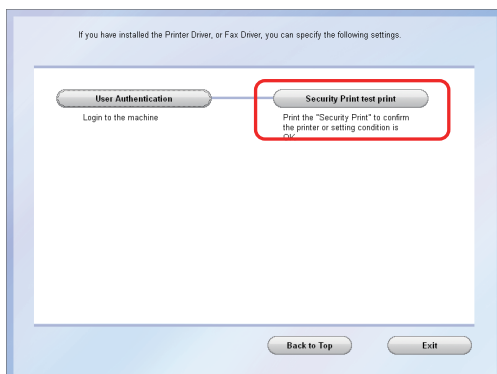 If you have installed the Printer Driver, or Fax Driver, you can specify the following settings.
User Authentication
Security Print test print
Login to the machine
Print the "Security Print" to confirm
the printer or setting condition is
OK
Back to Top
Exit